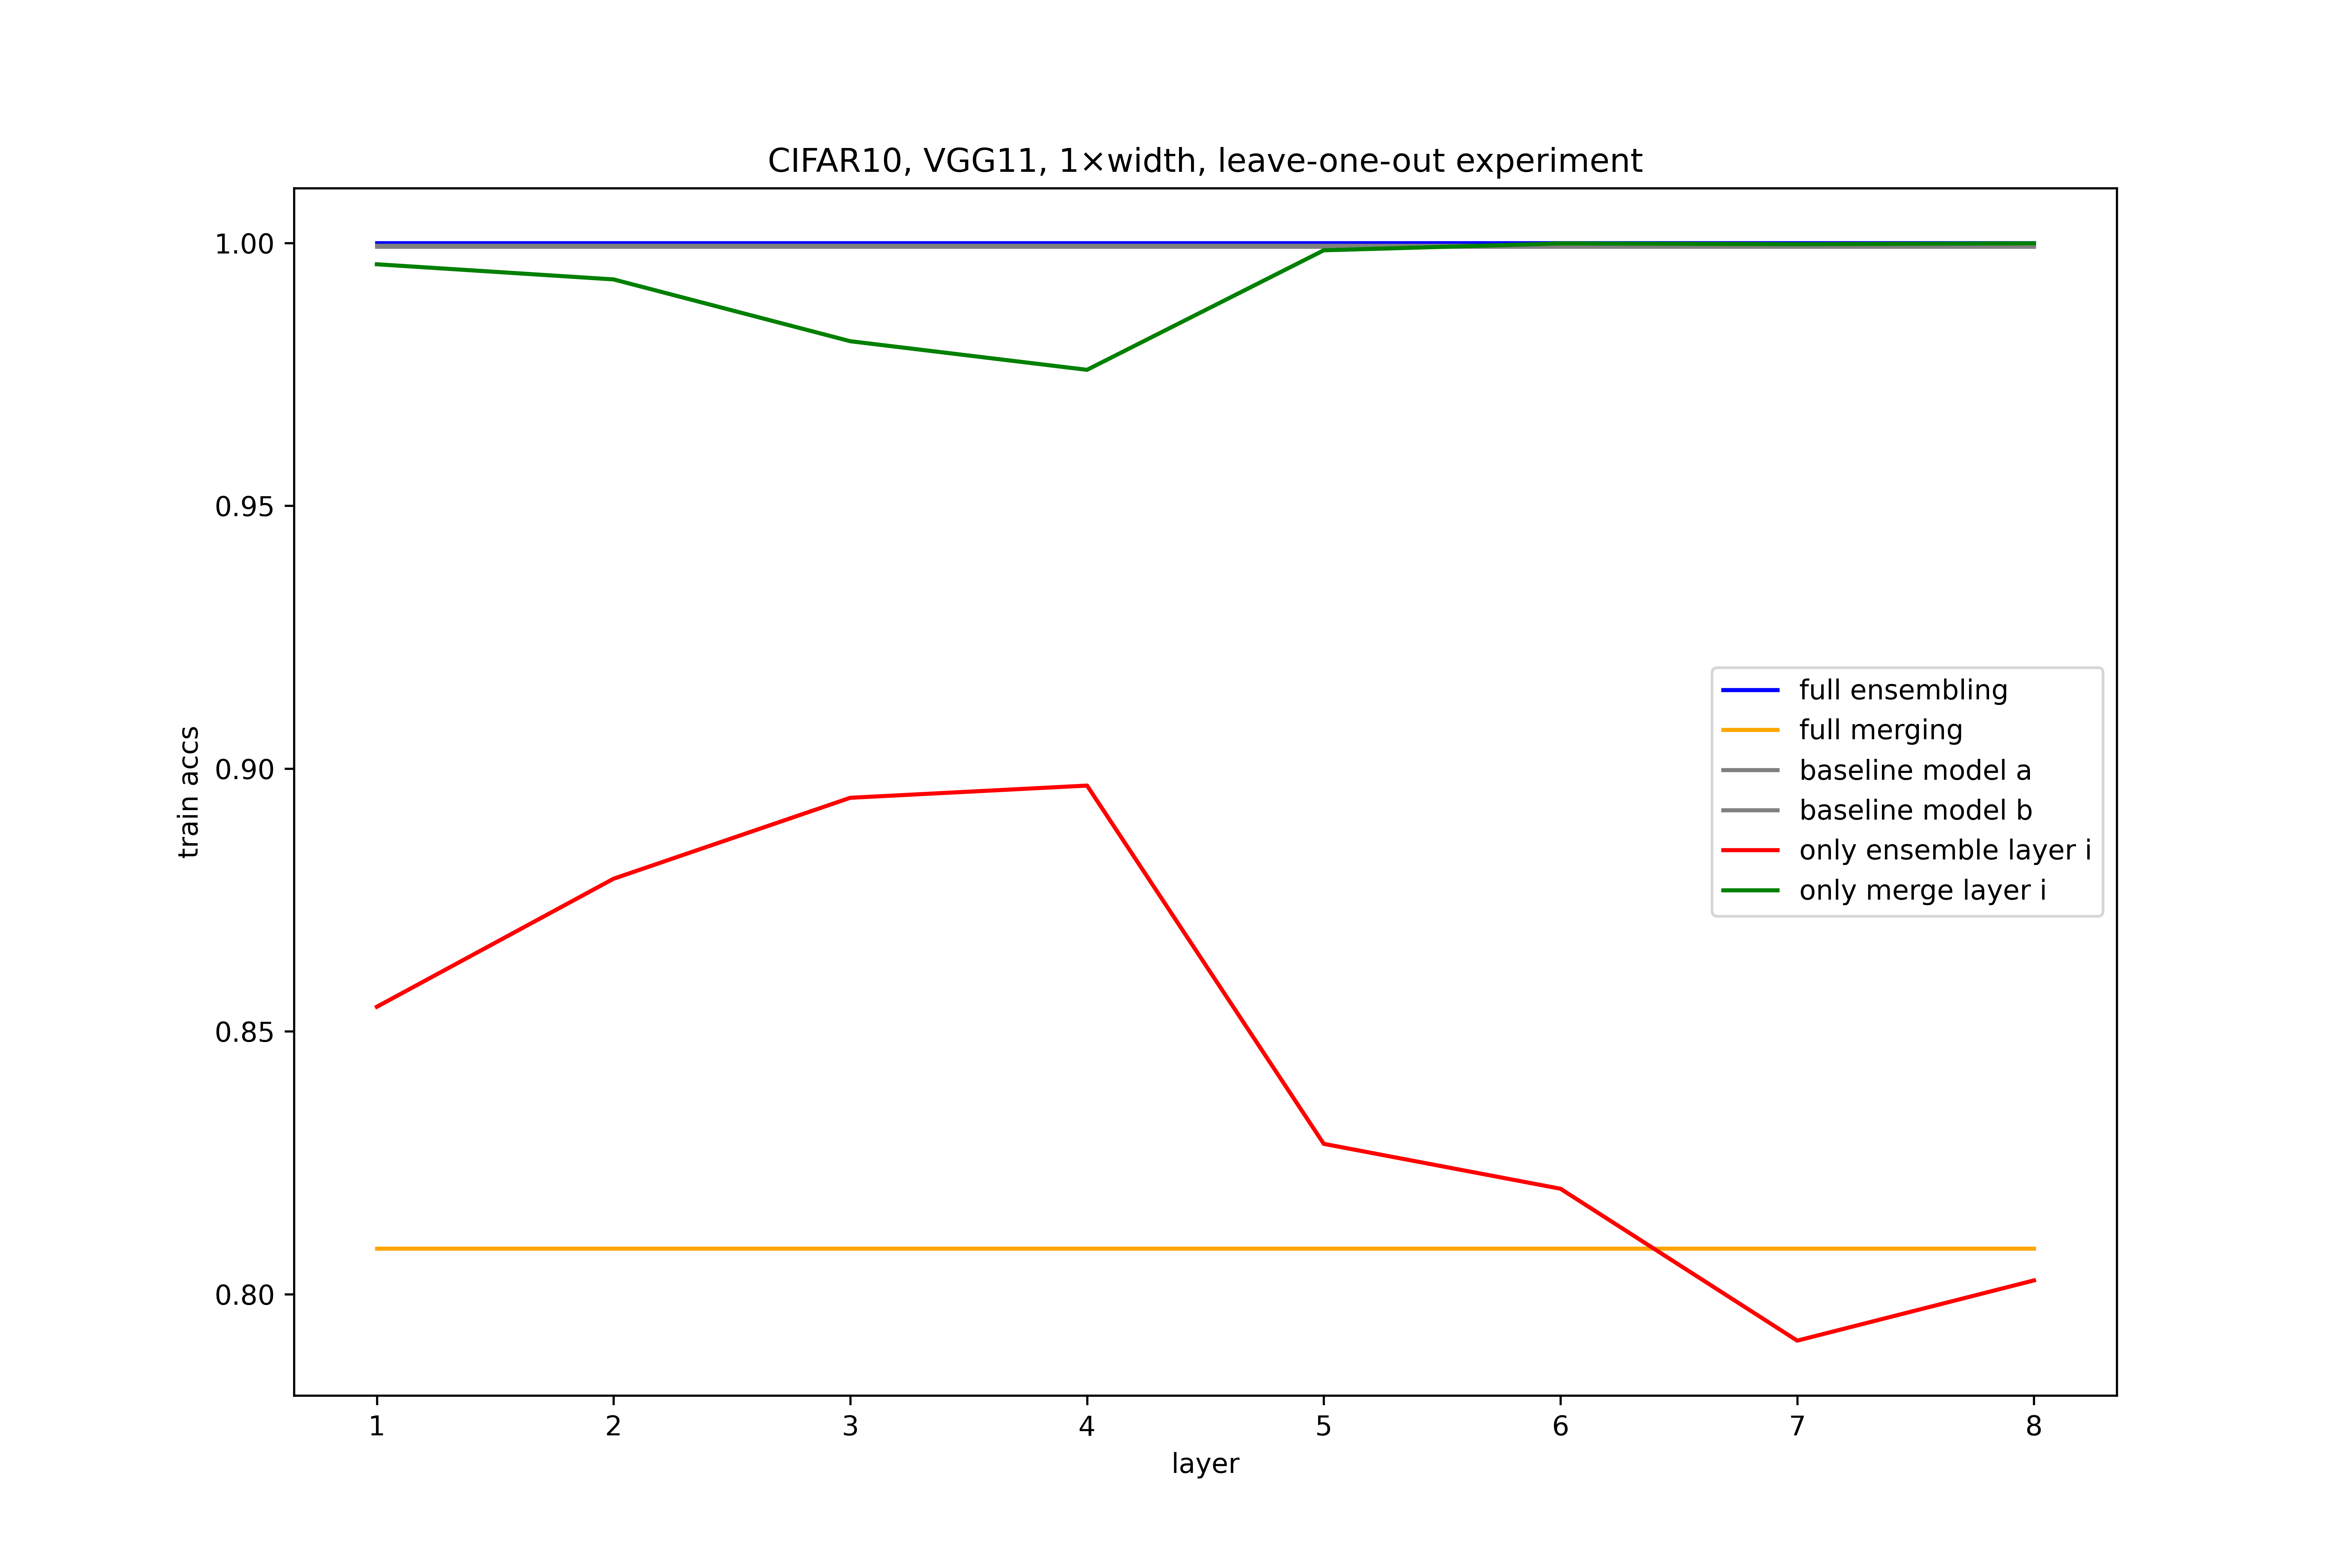 CIFAR10, VGG11, 1×width, leave-one-out experiment
1.00
0.95
0.90
0.85
0.80
train accs
full ensembling
full merging
baseline model a
baseline model b
only ensemble layer i
only merge layer i
1 2 3 4 5 6 7 8
layer